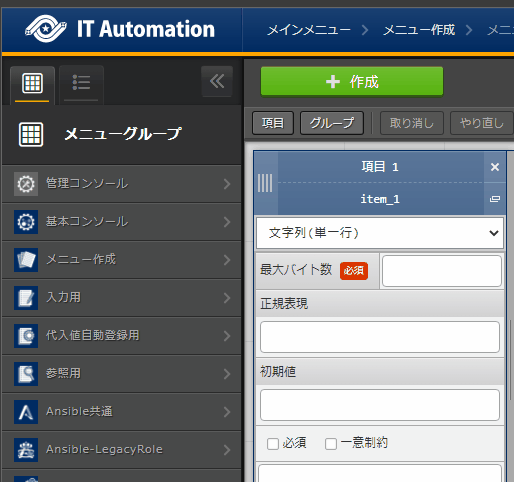 IT Automation
メインメニュー
メニュー作成
メニ
メニューグループ
管理コンソール
基本コンソール
メニュー作成
入力用
代入値自動登録用
参照用
Ansible共通
Ansible-LegacyRole
作成
項目 グループ 取り消し やり直し
項目 1
item_1
文字列(単一行)
最大バイト数 必須
正規表現
初期値
必須 一意制約